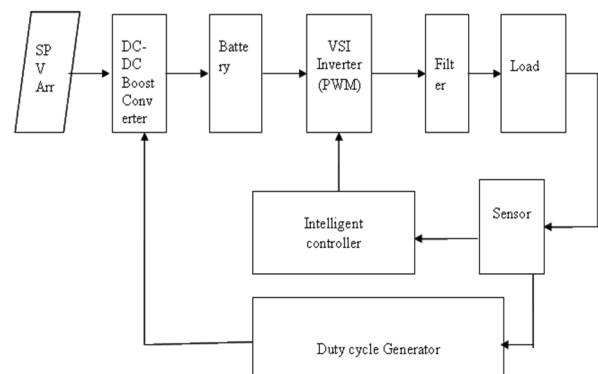 SP
V
Arr
DC-
DC
Boost
Conv
erter
Batte
ry
VSI
Inverter
(PWM)
Filt
er
Load
Intelligent
controller
Sensor
Duty cycle Generator